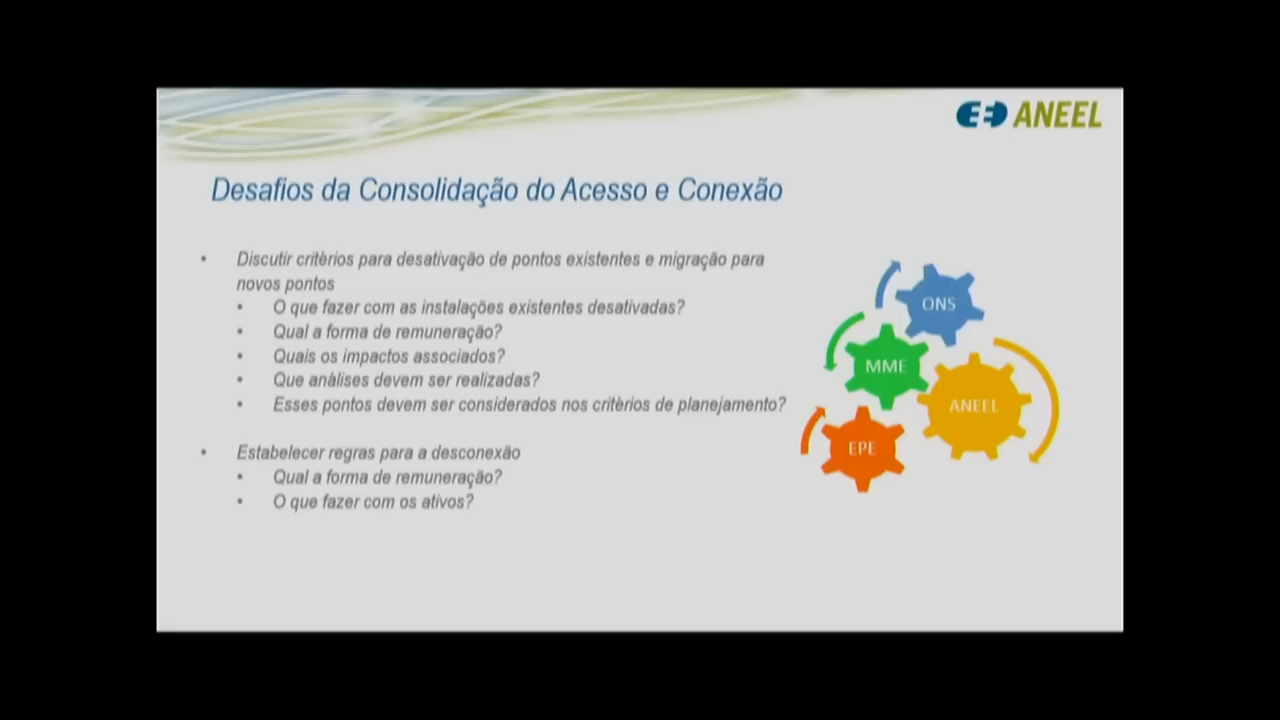 ANEEL
Desafios da Consolidação do Acesso e Conexão
• Discutir critérios para desativação de pontos existentes e migração para
novos pontos
• O que fazer com as instalações existentes desativadas?
• Qual a forma de remuneração?
• Quais os impactos associados?
• Que análises devem ser realizadas?
• Esses pontos devem ser considerados nos critérios de planejamento?
• Estabelecer regras para a desconexão
• Qual a forma de remuneração?
• O que fazer com os ativos?
ONS
MME
ANEEL
EPE